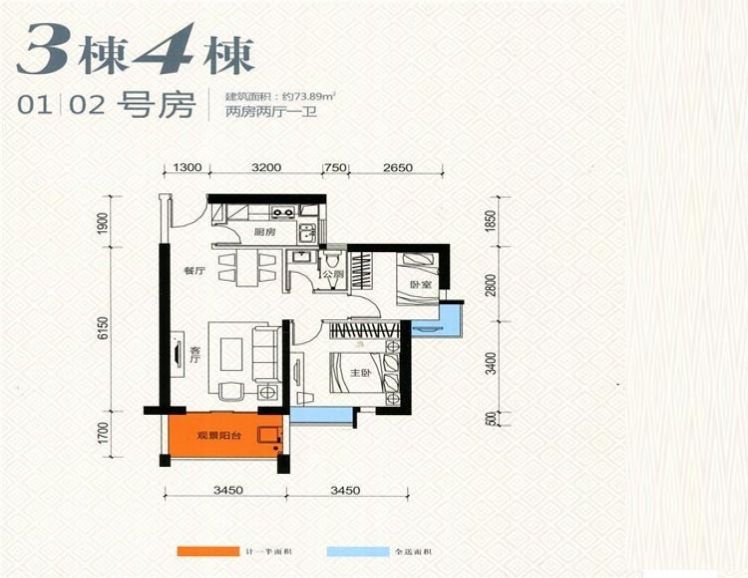 3栋4栋
01|02 号房
建筑面积：约73.89㎡
两房两厅一卫
1300 3200 750 2650
1900
厨房
1850
餐厅
公厕
卧室
2800
6150
客厅
主卧
3400
500
1700
观景阳台
3450 3450
计一半面积 全送面积